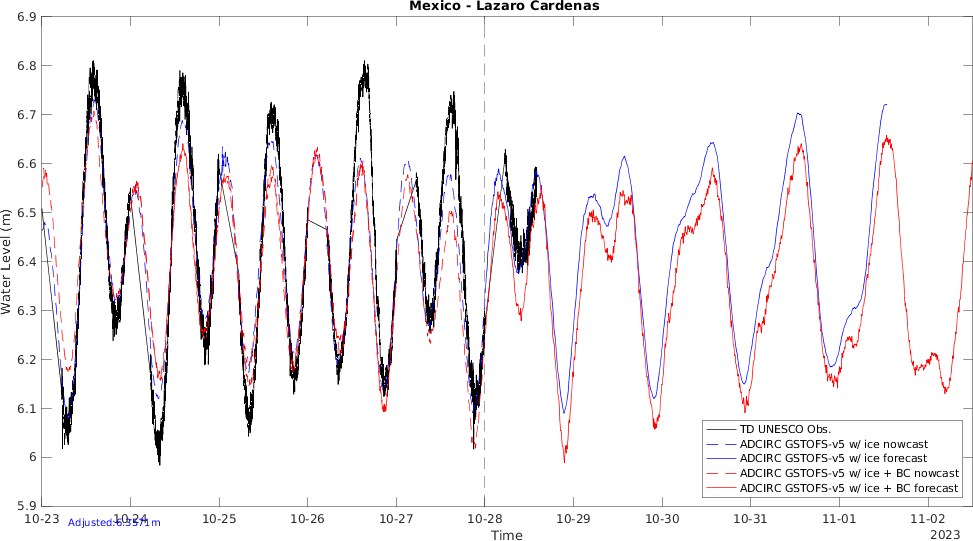 Mexico - Lazaro Cardenas
6.9
6.8
6.7
6.6
6.5
6.4
6.3
6.2
6.1
6
5.9
Water Level (m)
10-23
10-24
10-25
10-26
10-27
10-28
10-29
10-30
10-31
11-01
11-02
2023
Time
TD UNESCO Obs.
ADCIRC GSTOFS-v5 w/ ice nowcast
ADCIRC GSTOFS-v5 w/ ice forecast
ADCIRC GSTOFS-v5 w/ ice + BC nowcast
ADCIRC GSTOFS-v5 w/ ice + BC forecast